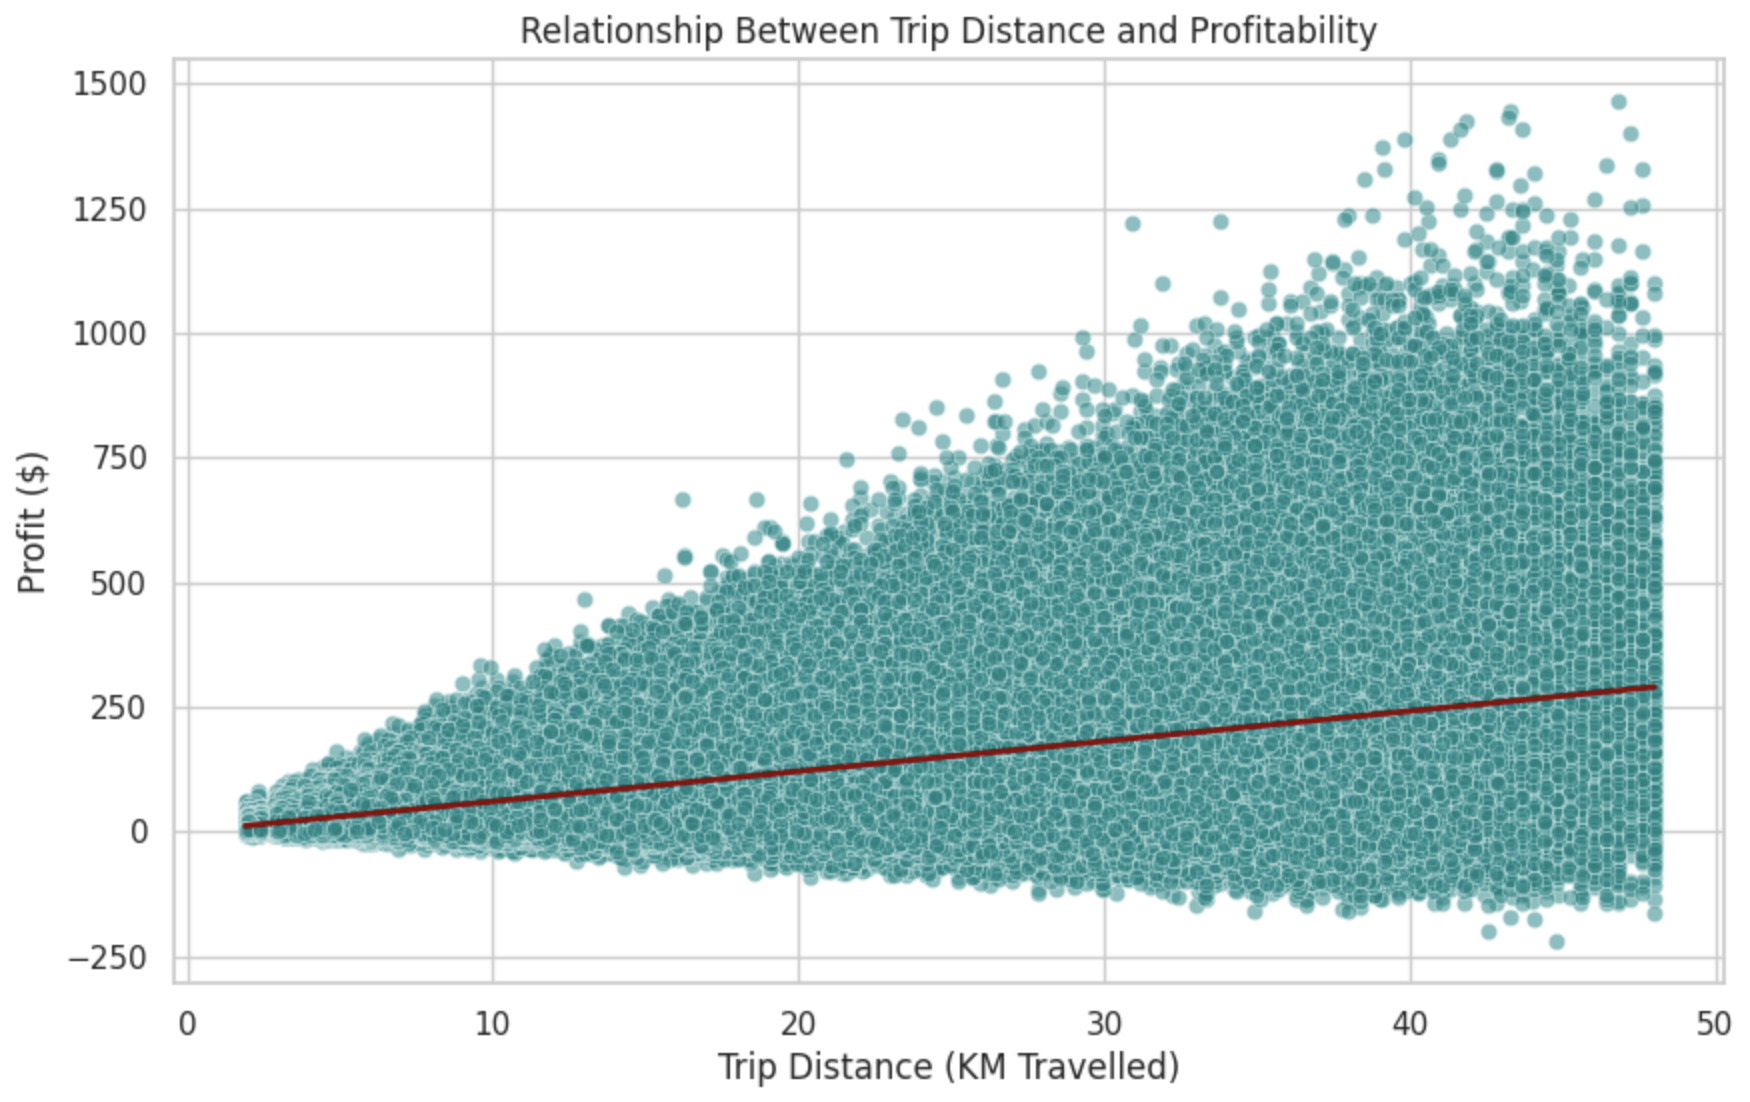 Relationship Between Trip Distance and Profitability
1500
1250
1000
750
500
250
0
−250
Profit ($)
0 10 20 30 40 50
Trip Distance (KM Travelled)